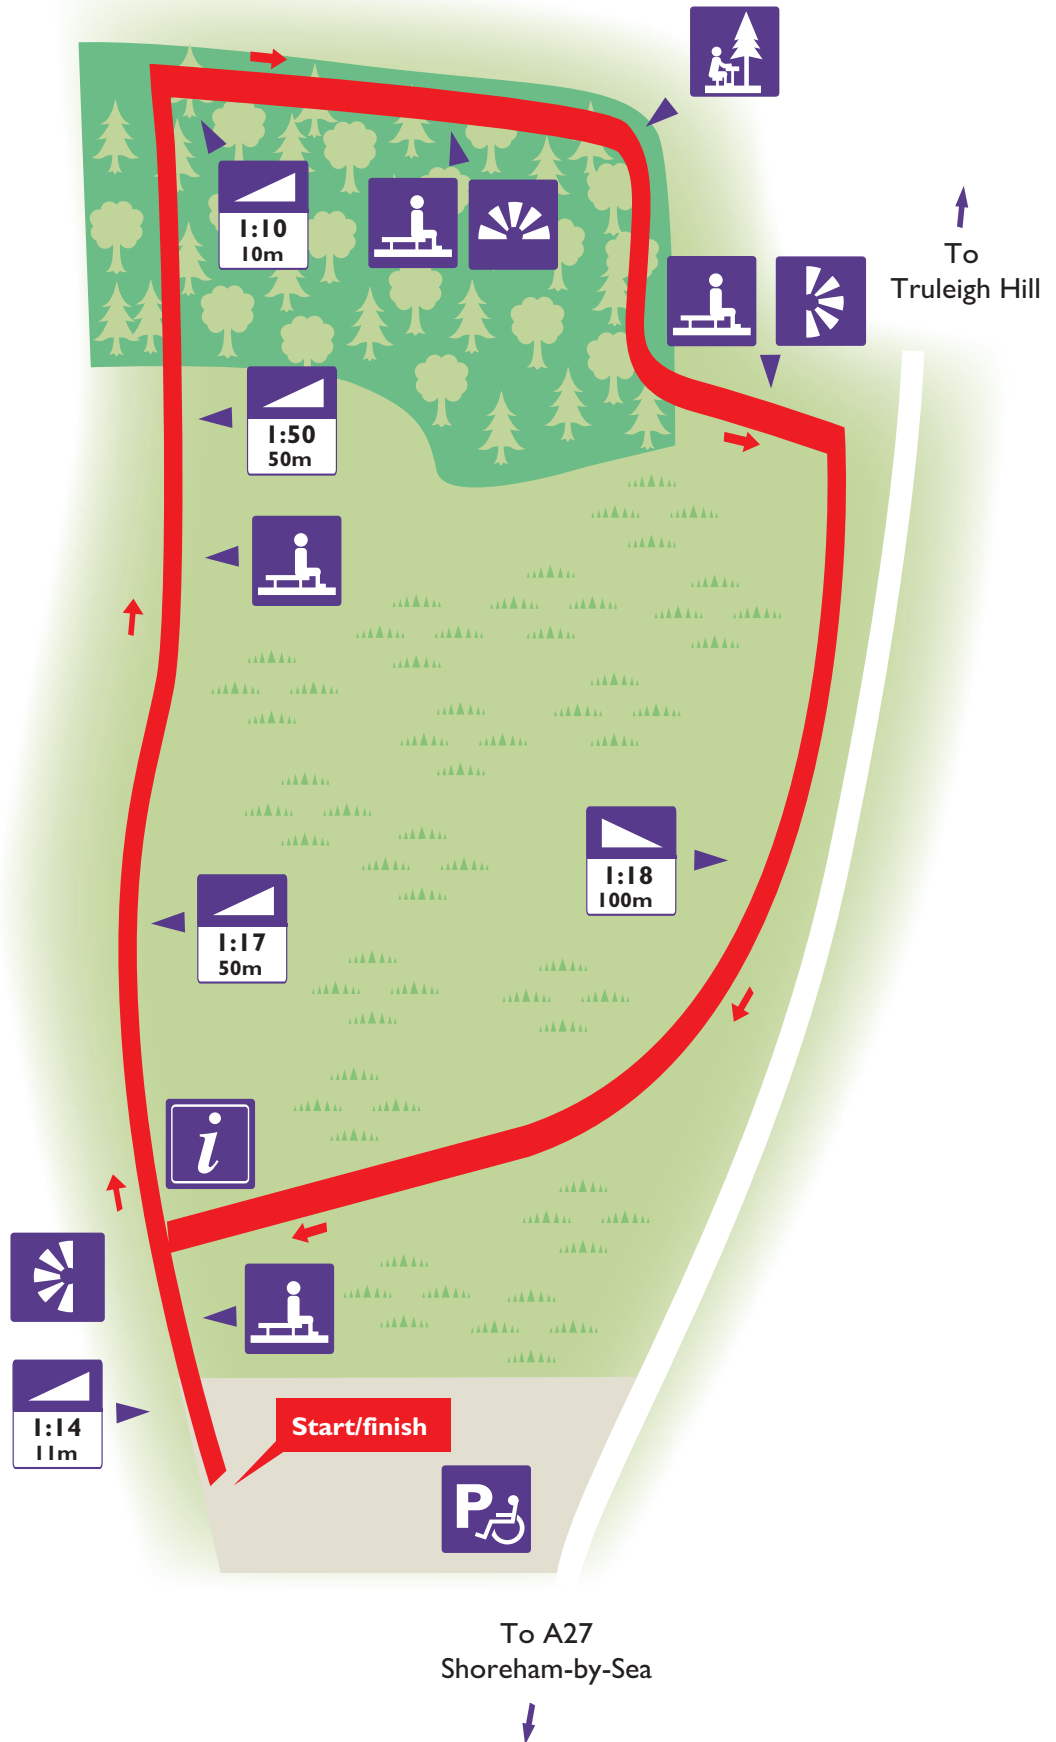 1:10
10m
To
Truleigh Hill
1:50
50m
1:18
100m
1:17
50m
i
1:14
11m
Start/finish
P
To A27
Shoreham-by-Sea